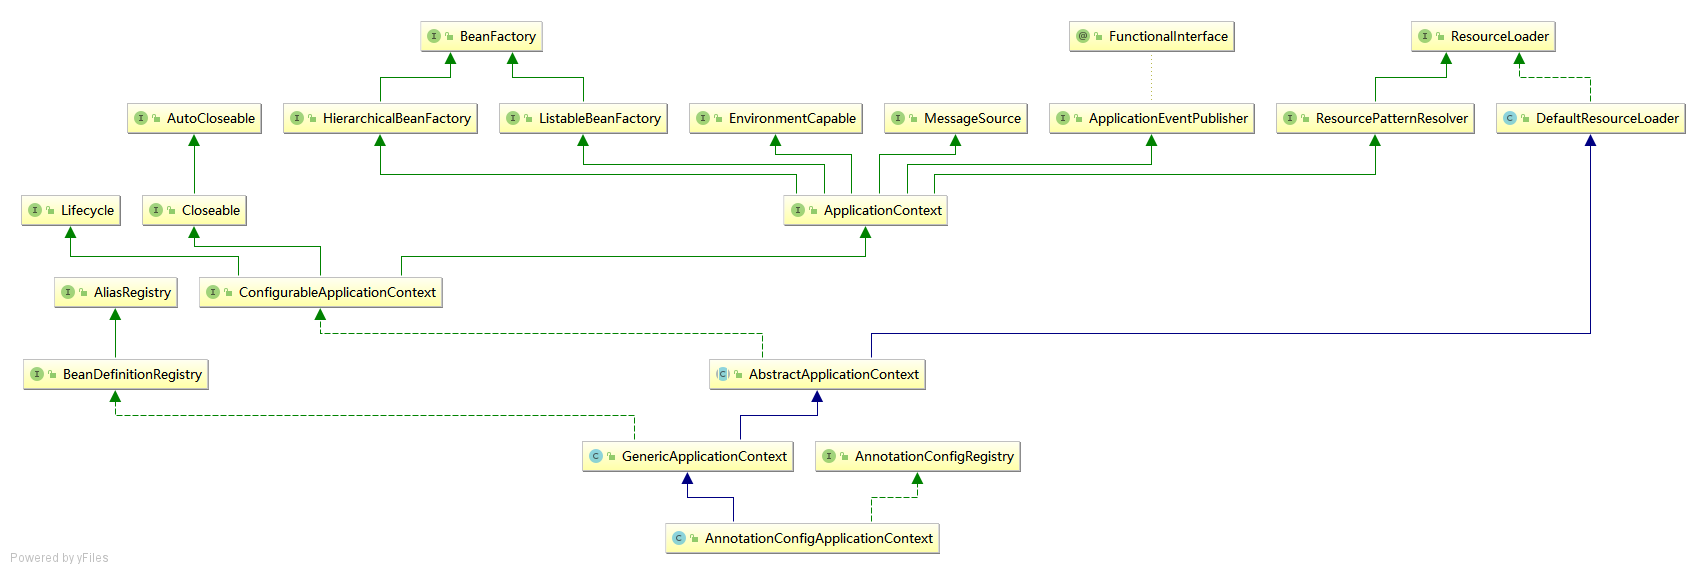 BeanFactory
FunctionalInterface
ResourceLoader
AutoCloseable
HierarchicalBeanFactory
ListableBeanFactory
EnvironmentCapable
MessageSource
ApplicationEventPublisher
ResourcePatternResolver
DefaultResourceLoader
Lifecycle
Closeable
ApplicationContext
AliasRegistry
ConfigurableApplicationContext
BeanDefinitionRegistry
AbstractApplicationContext
GenericApplicationContext
AnnotationConfigRegistry
AnnotationConfigApplicationContext
Powered by yFiles